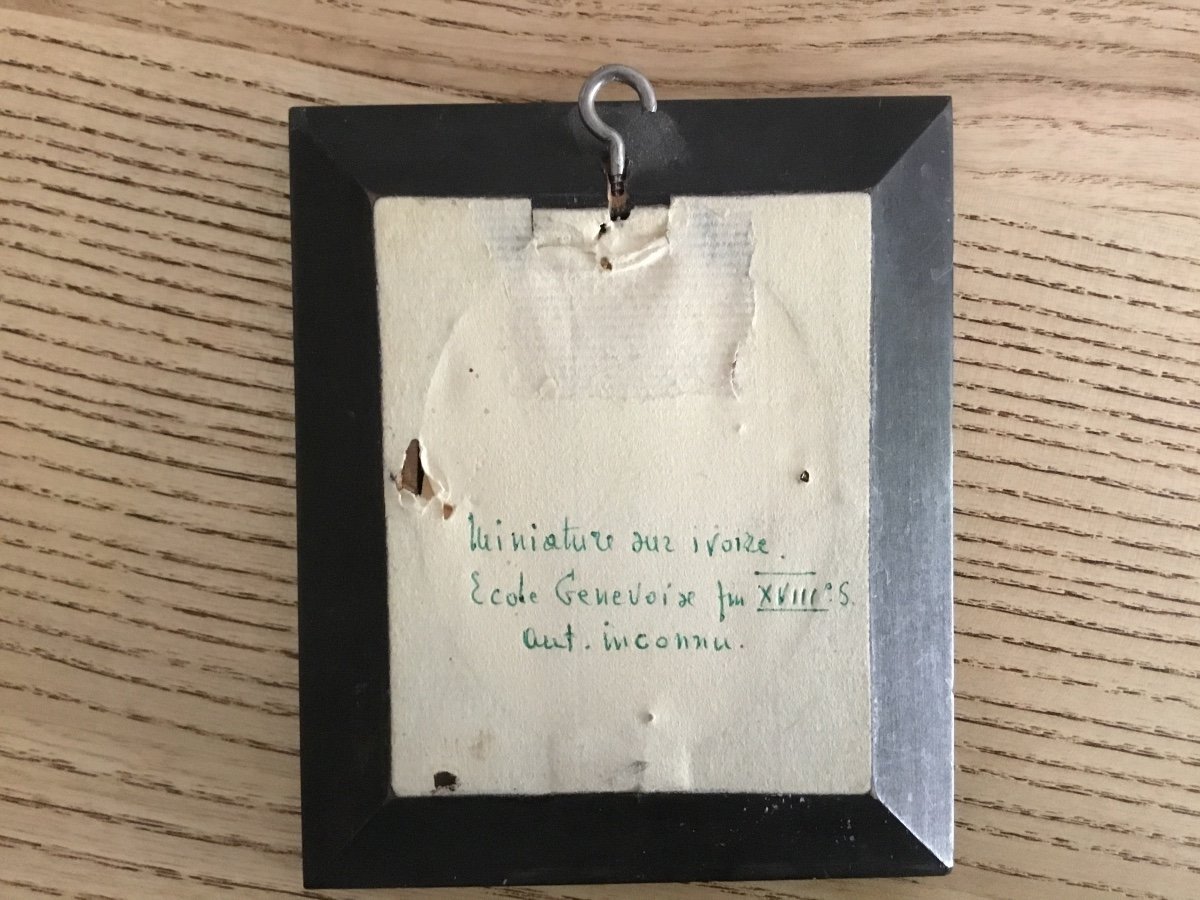 Miniature sur ivoire.
Ecole Genevoise fin XVIIIe S.
aut. inconnu.